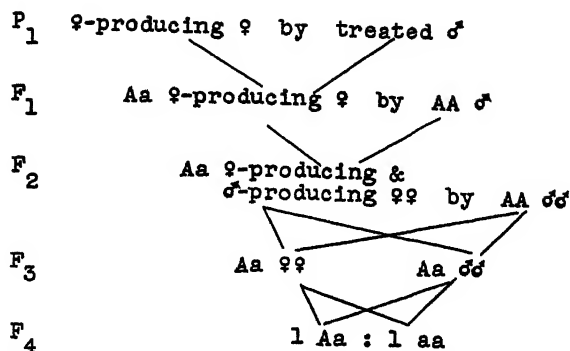 P1 ♀-producing ♀ by treated ♂
F1 Aa ♀-producing ♀ by AA ♂
F2 Aa ♀-producing &
♂-producing ♀♀ by AA ♂♂
F3 Aa ♀♀ Aa ♂♂
F4 1 Aa : 1 aa